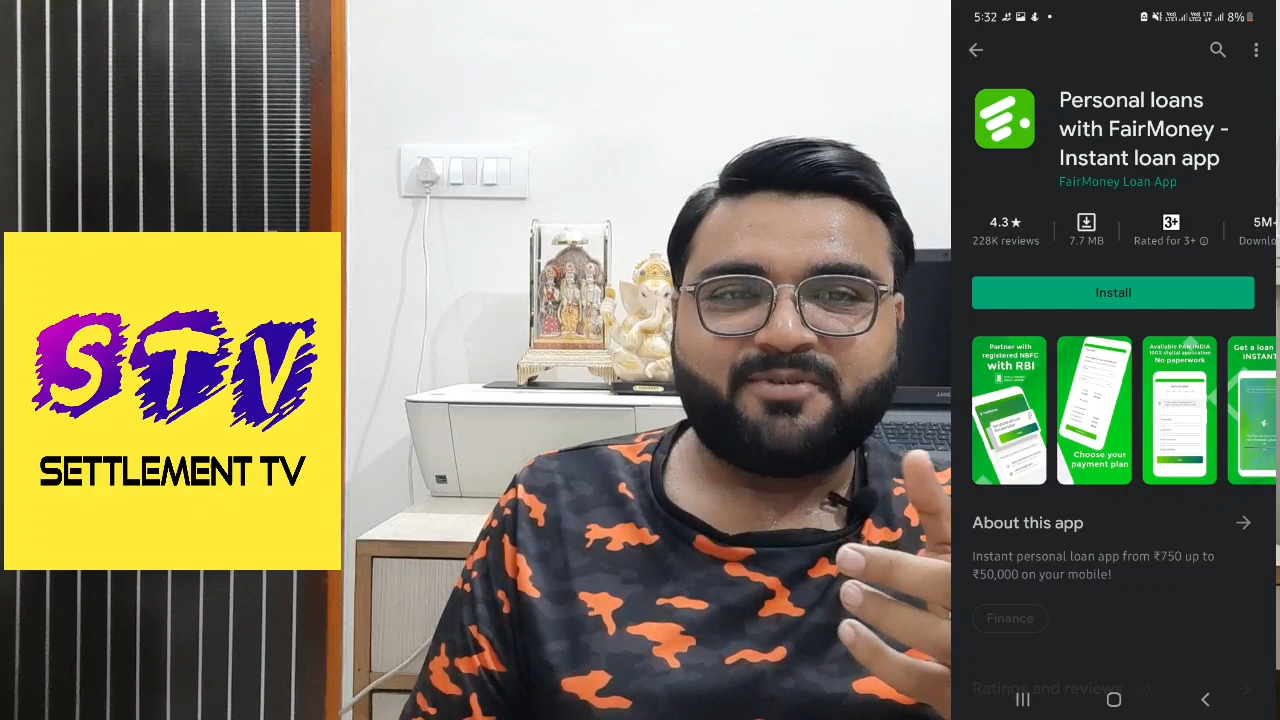 STV
SETTLEMENT TV
5:32
8%
Personal loans
with FairMoney -
Instant loan app
FairMoney Loan App
4.3★
228K reviews
7.7 MB
3+
Rated for 3+
5M
Downlo
Install
Partner with
registered NBFC
with RBI
Choose your
payment plan
Available PAN INDIA
100% digital application
No paperwork
Get a loan
INSTANT
About this app
Instant personal loan app from ₹750 up to
₹50,000 on your mobile!
Finance
Ratings and reviews